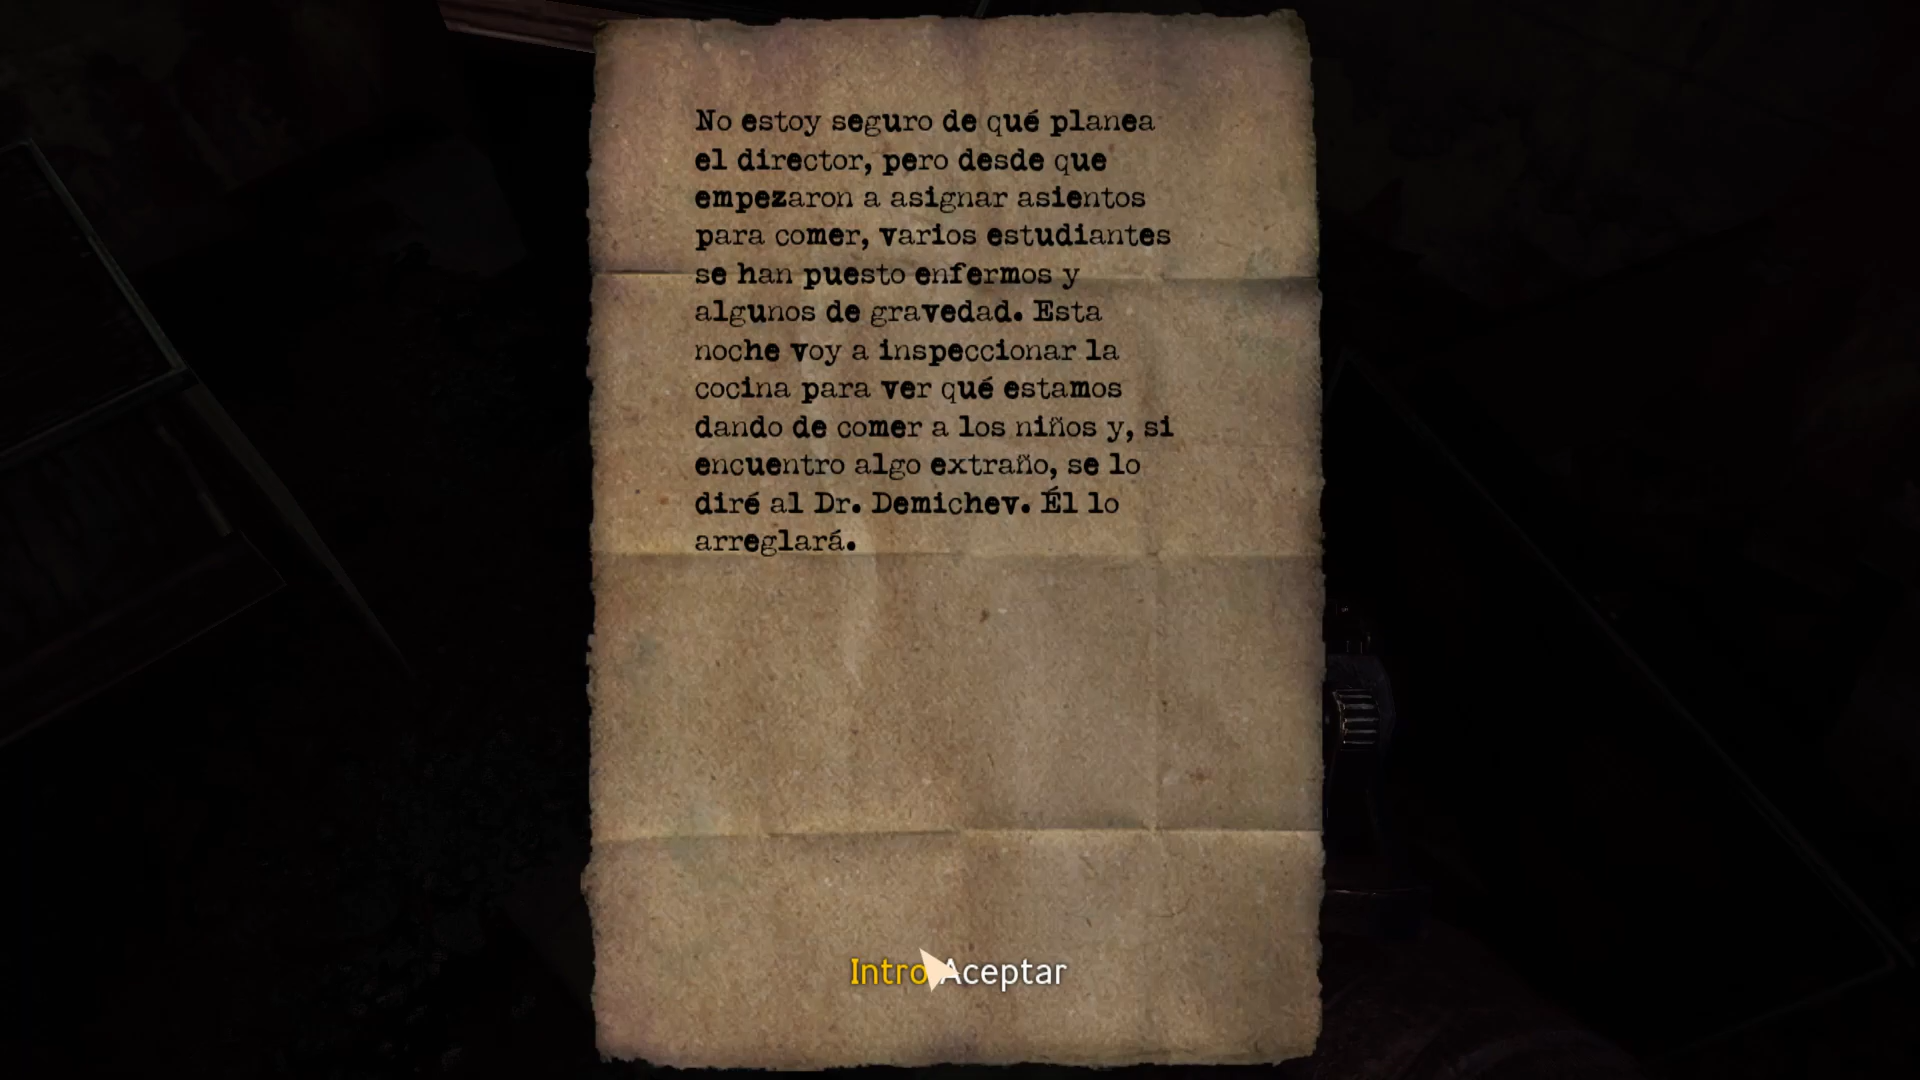 No estoy seguro de qué planea
el director, pero desde que
empezaron a asignar asientos
para comer, varios estudiantes
se han puesto enfermos y
algunos de gravedad. Esta
noche voy a inspeccionar la
cocina para ver qué estamos
dando de comer a los niños y, si
encuentro algo extraño, se lo
diré al Dr. Demichev. Él lo
arreglará.
Intro Aceptar